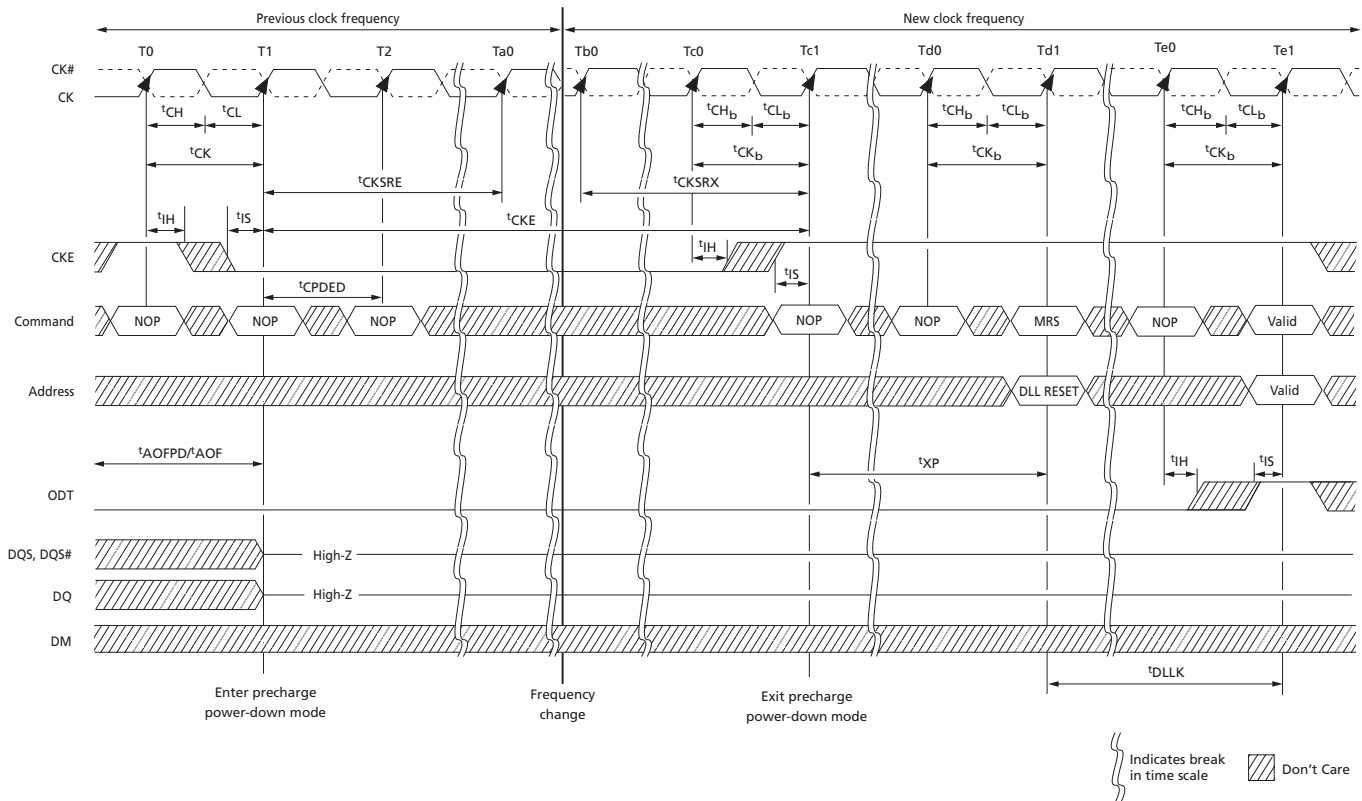 Previous clock frequency New clock frequency
T0 T1 T2 Ta0 Tb0 Tc0 Tc1 Td0 Td1 Te0 Te1
CK#
CK
tCH tCL tCHb tCLb tCHb tCLb tCHb tCLb
tCK tCKb tCKb tCKb
tCKSRE tCKSRX
tIH tIS tCKE
CKE tIH
tIS
tCPDED
Command NOP NOP NOP NOP NOP MRS NOP Valid
Address DLL RESET Valid
tAOFPD/tAOF tXP tIH tIS
ODT
DQS, DQS# High-Z
DQ High-Z
DM
tDLLK
Enter precharge
power-down mode
Frequency
change
Exit precharge
power-down mode
Indicates break
in time scale
Don't Care